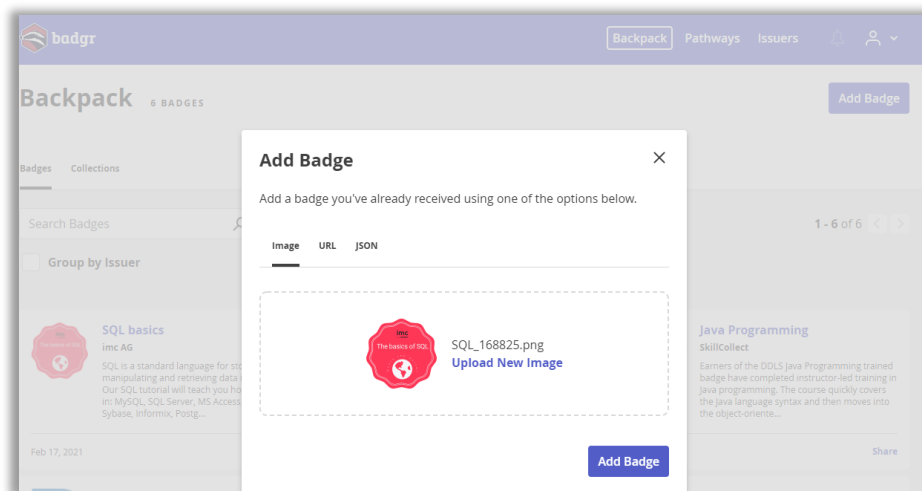 badgr
Backpack Pathways Issuers
Backpack 6 BADGES
Add Badge
Badges Collections
Add Badge
Add a badge you've already received using one of the options below.
Search Badges
1 - 6 of 6
Image URL JSON
Group by Issuer
imc
The basics of SQL
SQL_168825.png
Upload New Image
SQL basics
imc AG
SQL is a standard language for sto
manipulating and retrieving data i
Our SQL tutorial will teach you ho
in: MySQL, SQL Server, MS Access
Sybase, Informix, Postg...
Feb 17, 2021
The basics of SQL
Java Programming
SkillCollect
Earners of the DDLS Java Programming trained
badge have completed instructor-led training in
Java programming. The course quickly covers
the Java language syntax and then moves into
the object-oriente...
Share
Add Badge